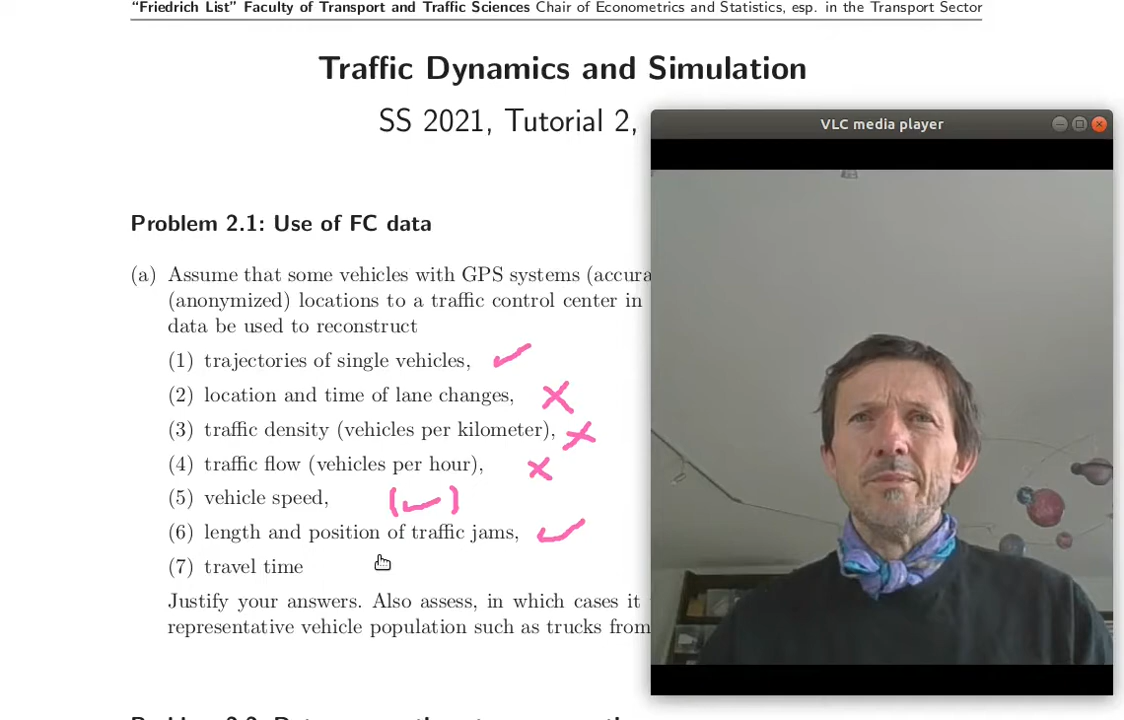 “Friedrich List” Faculty of Transport and Traffic Sciences Chair of Econometrics and Statistics, esp. in the Transport Sector
Traffic Dynamics and Simulation
SS 2021, Tutorial 2,
VLC media player
Problem 2.1: Use of FC data
(a) Assume that some vehicles with GPS systems (accura
(anonymized) locations to a traffic control center in
data be used to reconstruct
(1) trajectories of single vehicles,
(2) location and time of lane changes,
(3) traffic density (vehicles per kilometer),
(4) traffic flow (vehicles per hour),
(5) vehicle speed,
(6) length and position of traffic jams,
(7) travel time
Justify your answers. Also assess, in which cases it
representative vehicle population such as trucks from